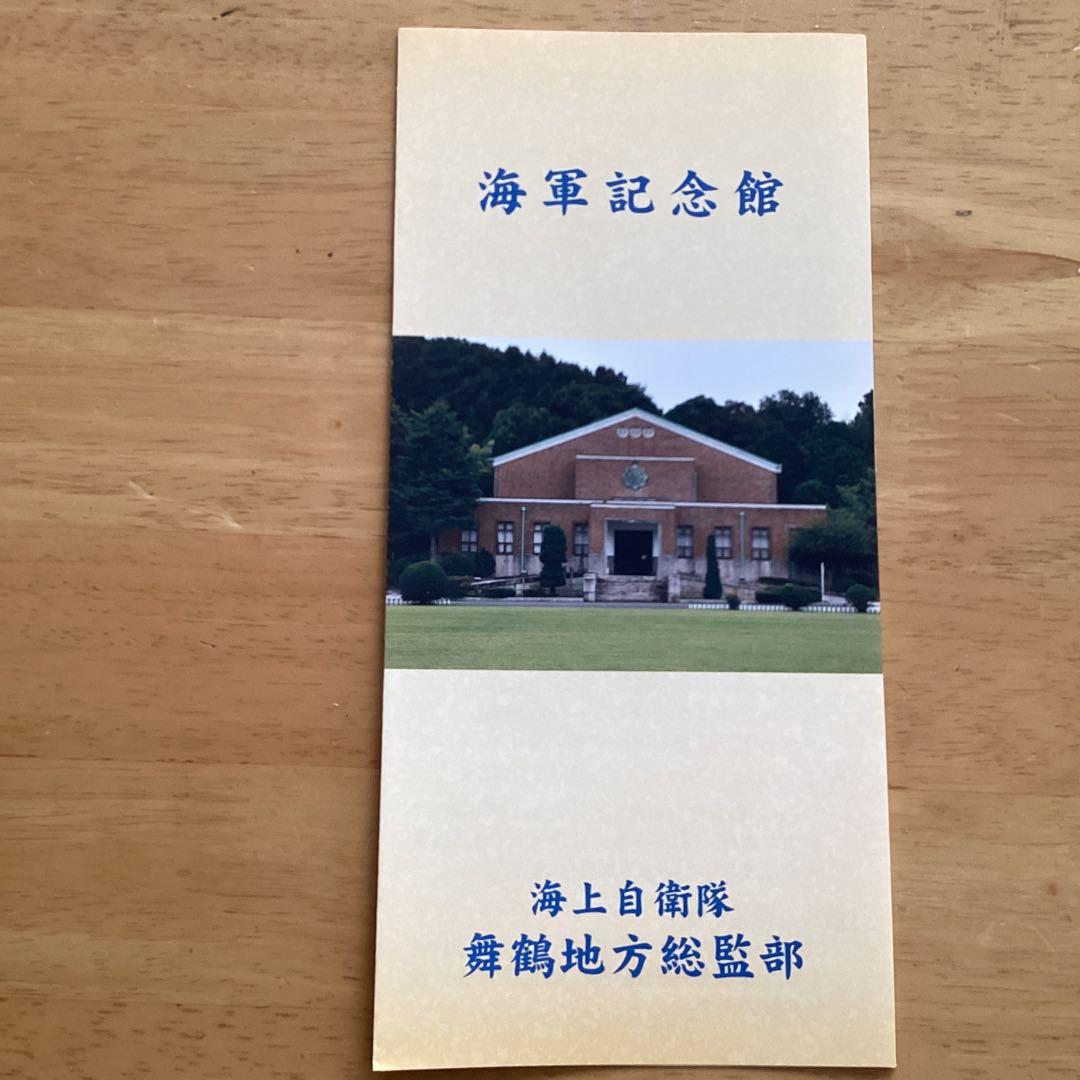 海軍記念館
海上自衛隊
舞鶴地方総監部